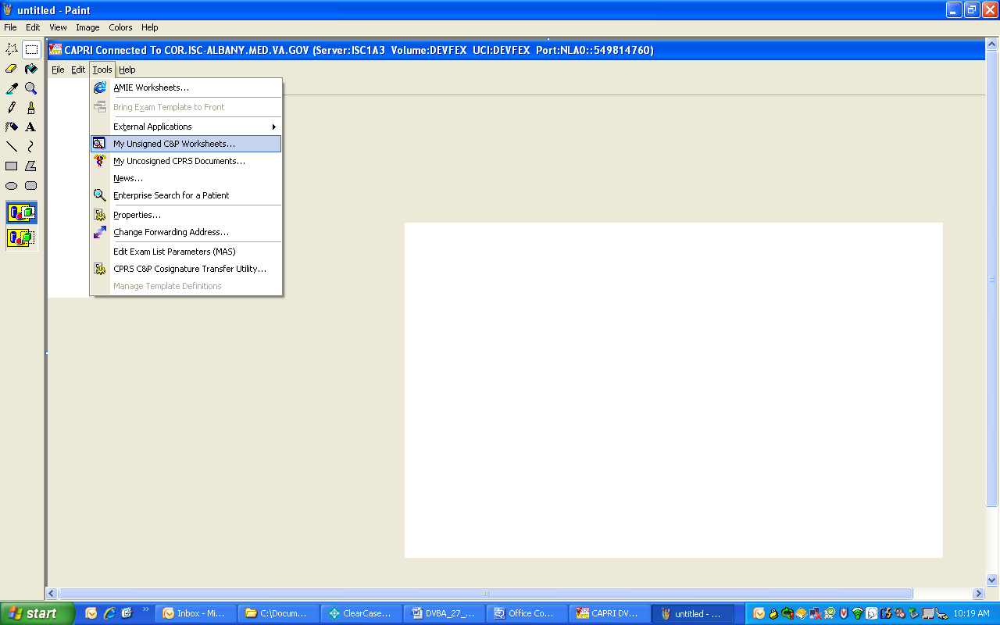 untitled - Paint
File Edit View Image Colors Help
CAPRI Connected To COR.ISC-ALBANY.MED.VA.GOV (Server:ISC1A3 Volume:DEVFEX UCI:DEVFEX Port:NLA0::549814760)
File Edit Tools Help
AMIE Worksheets...
Bring Exam Template to Front
External Applications
My Unsigned C&P Worksheets...
My Uncosigned CPRS Documents...
News...
Enterprise Search for a Patient
Properties...
Change Forwarding Address...
Edit Exam List Parameters (MAS)
CPRS C&P Cosignature Transfer Utility...
Manage Template Definitions
start Inbox - Mi... C:\Docum... ClearCase... DVBA_27_... Office Co... CAPRI DV... untitled - ... 10:19 AM